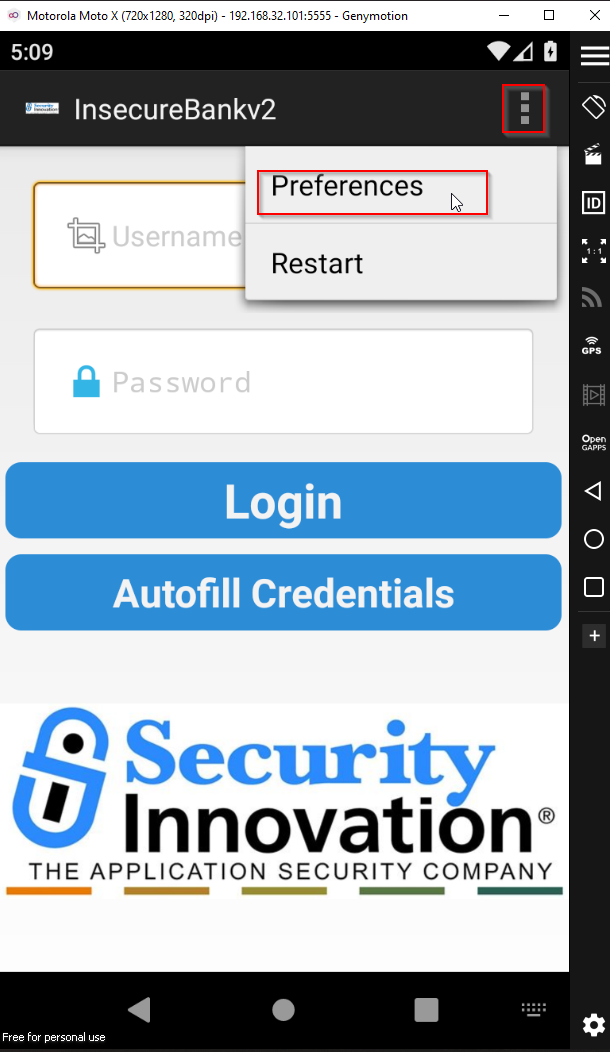 Motorola Moto X (720x1280, 320dpi) - 192.168.32.101:5555 - Genymotion
5:09
InsecureBankv2
Preferences
Restart
Username
Password
Login
Autofill Credentials
Security
Innovation®
THE APPLICATION SECURITY COMPANY
ID
1:1
GPS
Open
GAPPS
Free for personal use